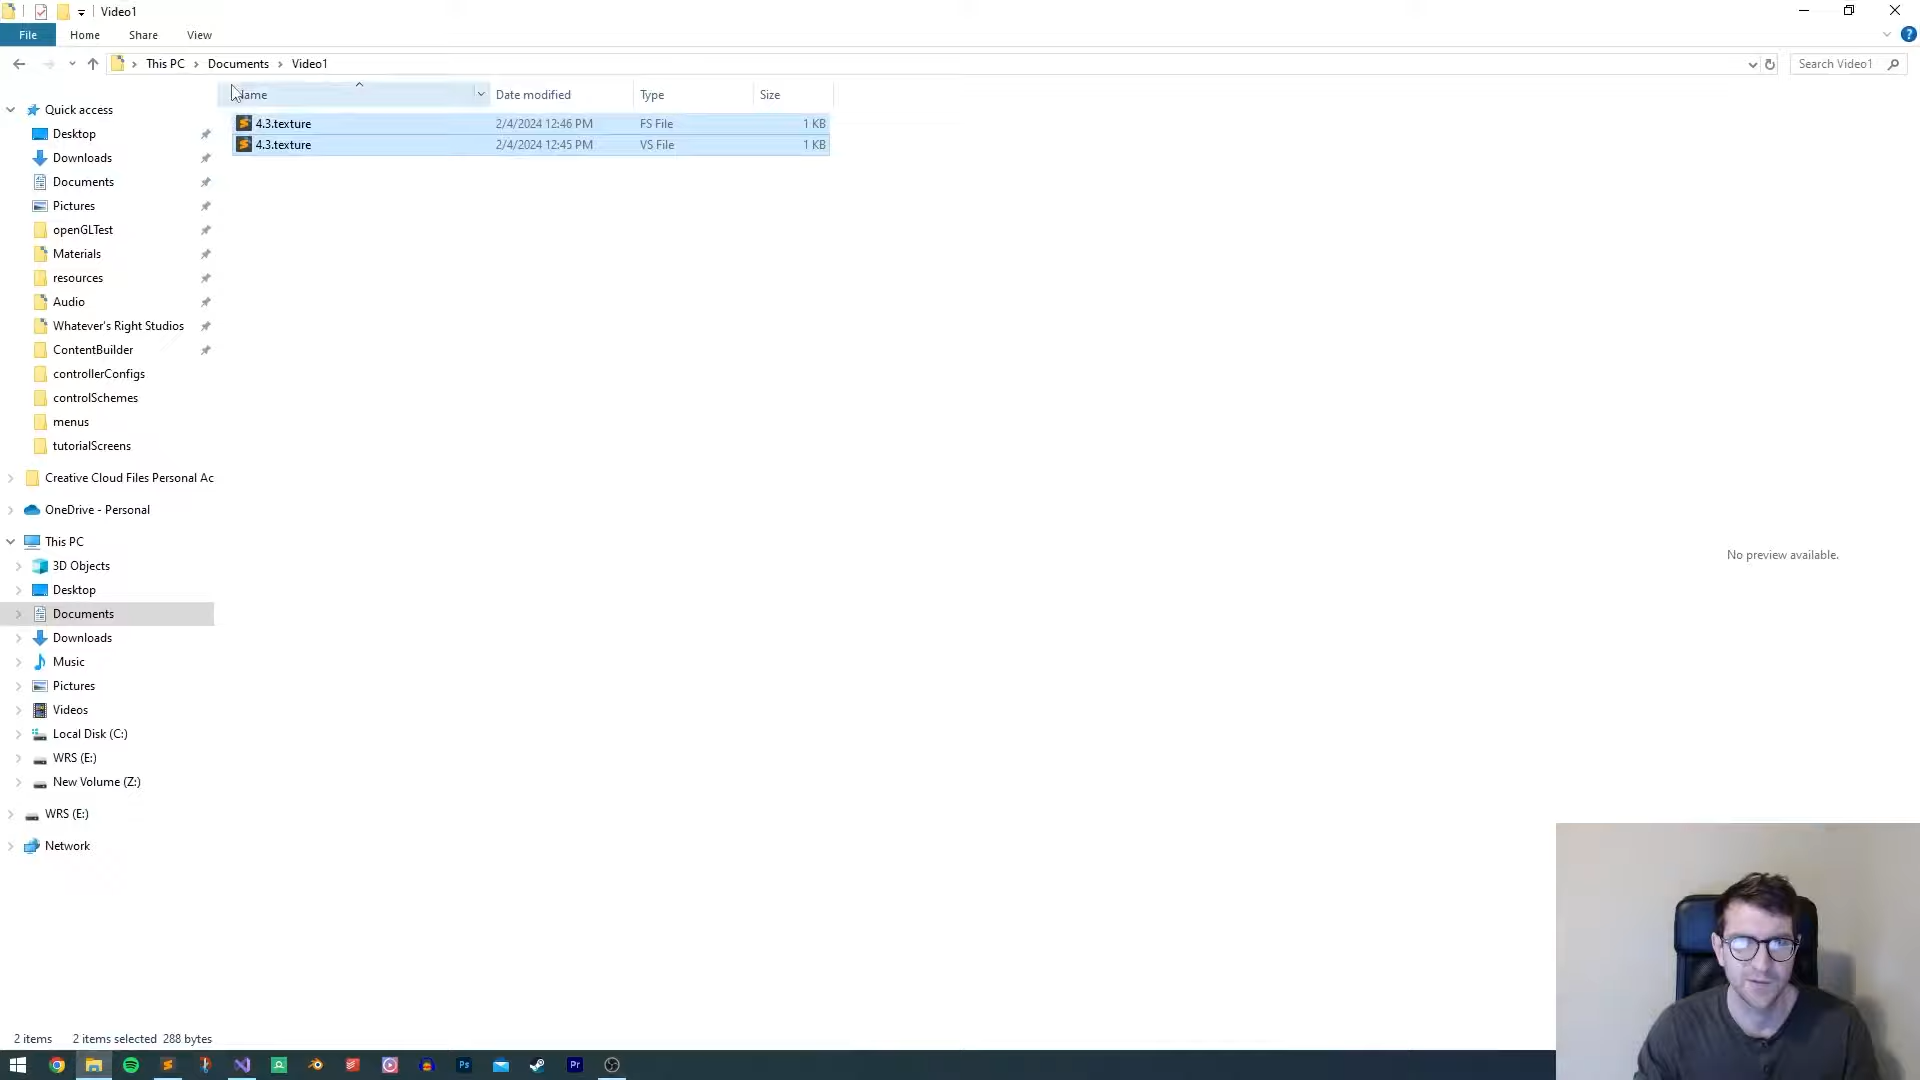 Video1
File Home Share View
This PC Documents Video1
Search Video1
Name Date modified Type Size
4.3.texture 2/4/2024 12:46 PM FS File 1 KB
4.3.texture 2/4/2024 12:45 PM VS File 1 KB
Quick access
Desktop
Downloads
Documents
Pictures
openGLTest
Materials
resources
Audio
Whatever's Right Studios
ContentBuilder
controllerConfigs
controlSchemes
menus
tutorialScreens
Creative Cloud Files Personal Ac
OneDrive - Personal
This PC
3D Objects
Desktop
Documents
Downloads
Music
Pictures
Videos
Local Disk (C:)
WRS (E:)
New Volume (Z:)
WRS (E:)
Network
No preview available.
2 items 2 items selected 288 bytes
Ps
Pr